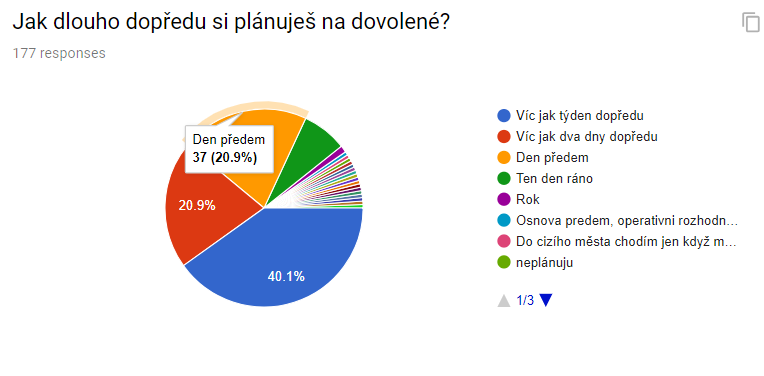 Jak dlouho dopředu si plánuješ na dovolené?
177 responses
Den předem
37 (20.9%)
20.9%
40.1%
Víc jak týden dopředu
Víc jak dva dny dopředu
Den předem
Ten den ráno
Rok
Osnova predem, operativni rozhodn…
Do cizího města chodím jen když m…
neplánuju
1/3